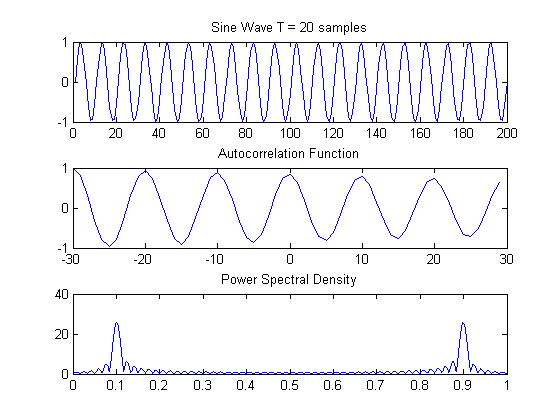 Sine Wave T = 20 samples
1
0
-1
0 20 40 60 80 100 120 140 160 180 200
Autocorrelation Function
1
0
-1
-30 -20 -10 0 10 20 30
Power Spectral Density
40
20
0
0 0.1 0.2 0.3 0.4 0.5 0.6 0.7 0.8 0.9 1